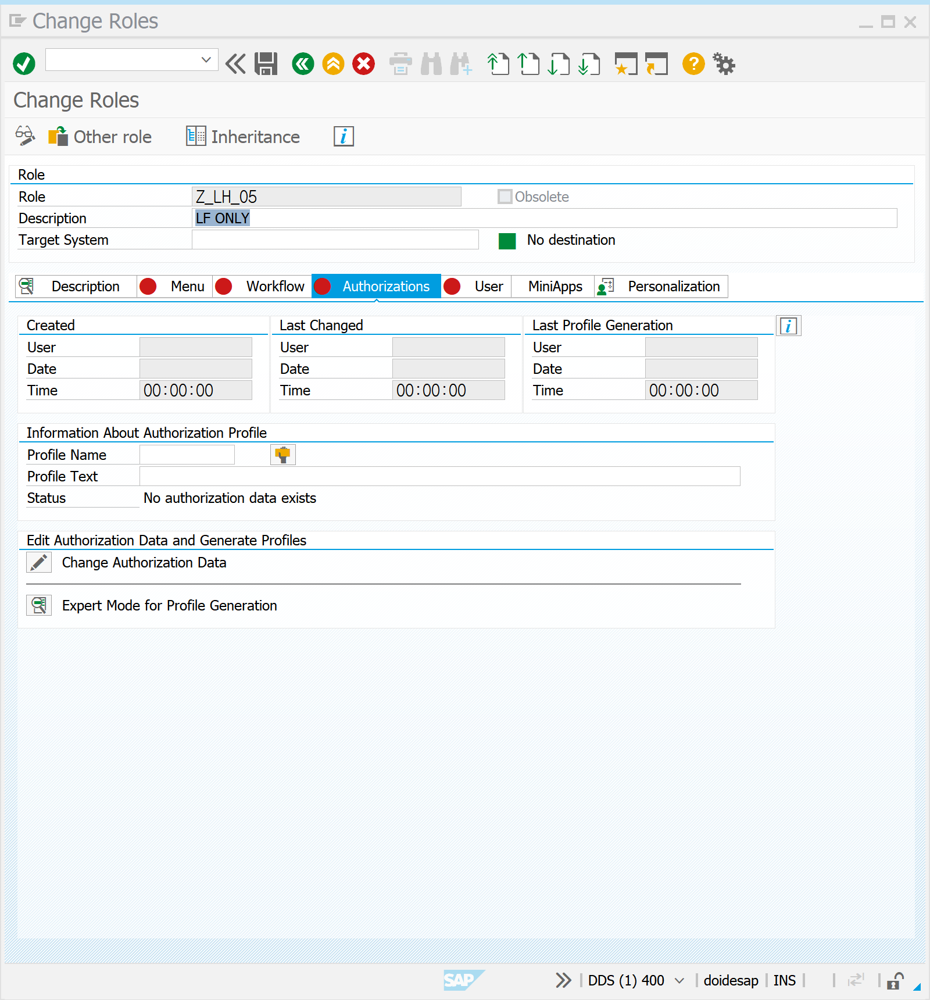 Change Roles
Change Roles
Other role Inheritance
Role
Role Z_LH_05 Obsolete
Description LF ONLY
Target System No destination
Description Menu Workflow Authorizations User MiniApps Personalization
Created Last Changed Last Profile Generation
User User User
Date Date Date
Time 00:00:00 Time 00:00:00 Time 00:00:00
Information About Authorization Profile
Profile Name
Profile Text
Status No authorization data exists
Edit Authorization Data and Generate Profiles
Change Authorization Data
Expert Mode for Profile Generation
SAP DDS (1) 400 doidesap INS